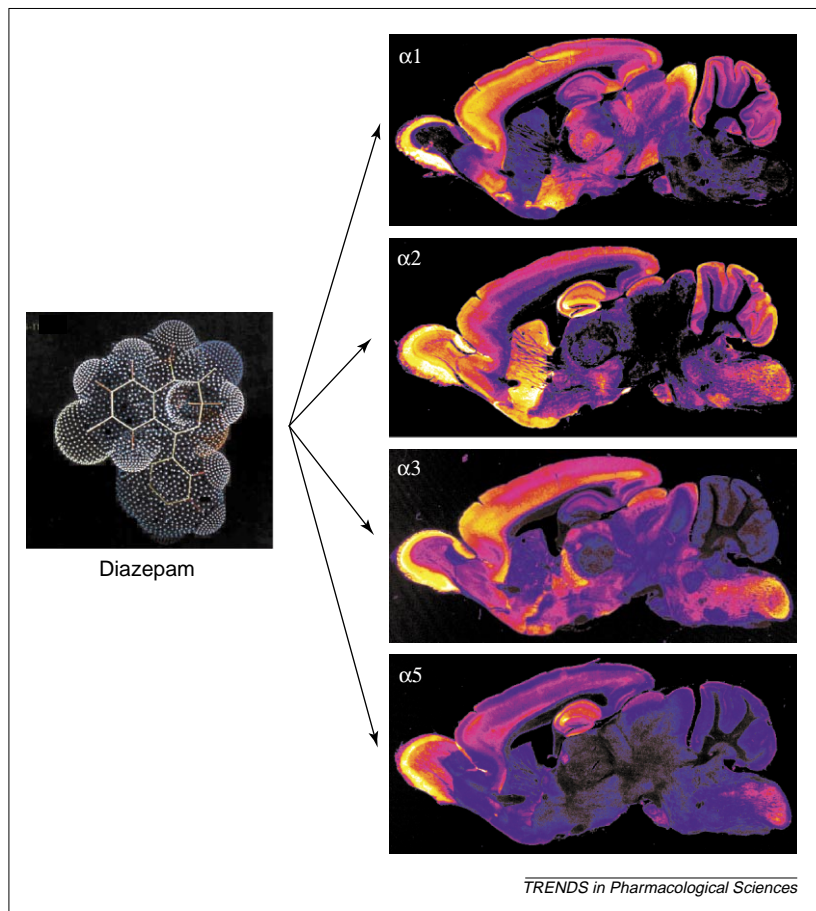 α1
α2
α3
α5
Diazepam
TRENDS in Pharmacological Sciences